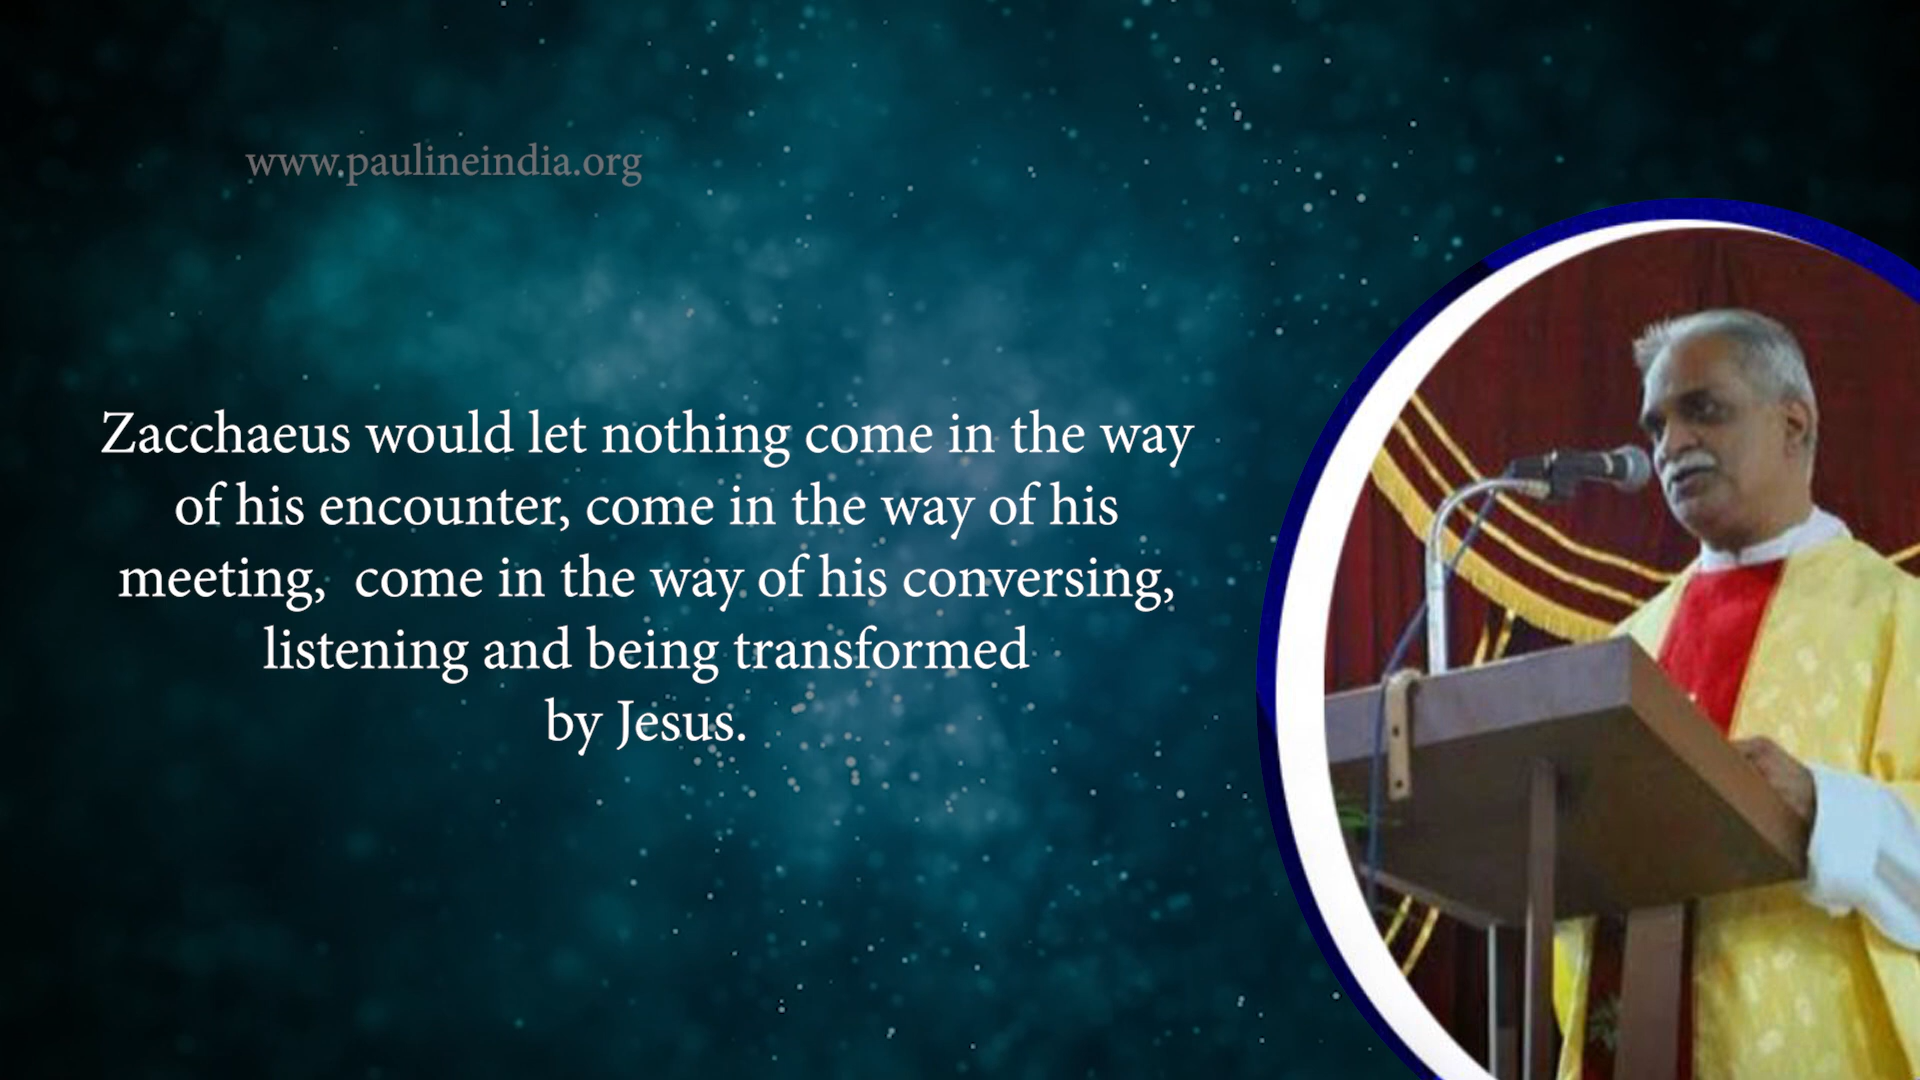 www.paulineindia.org
Zacchaeus would let nothing come in the way
of his encounter, come in the way of his
meeting,  come in the way of his conversing,
listening and being transformed
by Jesus.